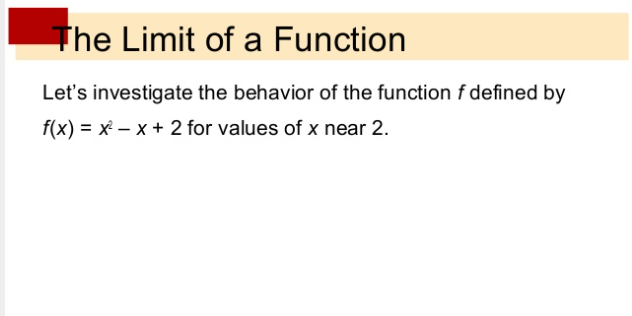 The Limit of a Function
Let’s investigate the behavior of the function f defined by
f(x) = x² – x + 2 for values of x near 2.